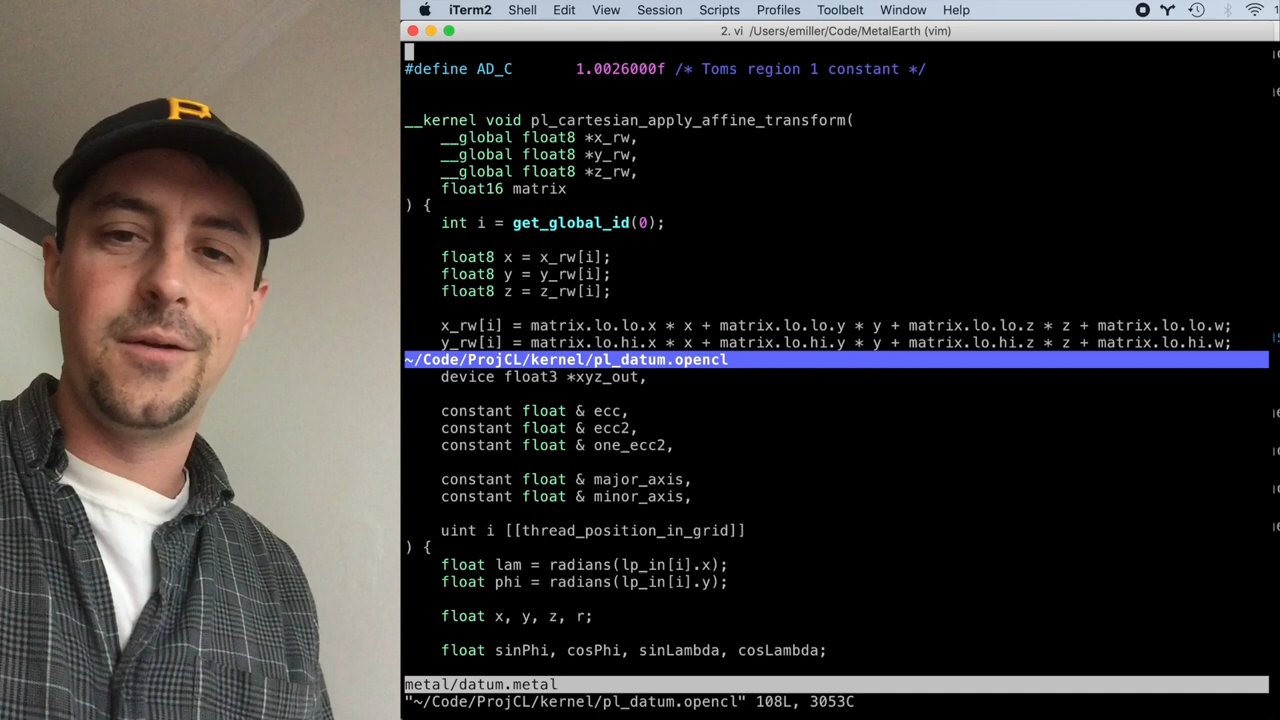 iTerm2 Shell Edit View Session Scripts Profiles Toolbelt Window Help
2. vi /Users/emiller/Code/MetalEarth (vim)
#define AD_C 1.0026000f /* Toms region 1 constant */
__kernel void pl_cartesian_apply_affine_transform(
__global float8 *x_rw,
__global float8 *y_rw,
__global float8 *z_rw,
float16 matrix
) {
int i = get_global_id(0);
float8 x = x_rw[i];
float8 y = y_rw[i];
float8 z = z_rw[i];
x_rw[i] = matrix.lo.lo.x * x + matrix.lo.lo.y * y + matrix.lo.lo.z * z + matrix.lo.lo.w;
y_rw[i] = matrix.lo.hi.x * x + matrix.lo.hi.y * y + matrix.lo.hi.z * z + matrix.lo.hi.w;
~/Code/ProjCL/kernel/pl_datum.opencl
device float3 *xyz_out,
constant float & ecc,
constant float & ecc2,
constant float & one_ecc2,
constant float & major_axis,
constant float & minor_axis,
uint i [[thread_position_in_grid]]
) {
float lam = radians(lp_in[i].x);
float phi = radians(lp_in[i].y);
float x, y, z, r;
float sinPhi, cosPhi, sinLambda, cosLambda;
metal/datum.metal
"~/Code/ProjCL/kernel/pl_datum.opencl" 108L, 3053C
P